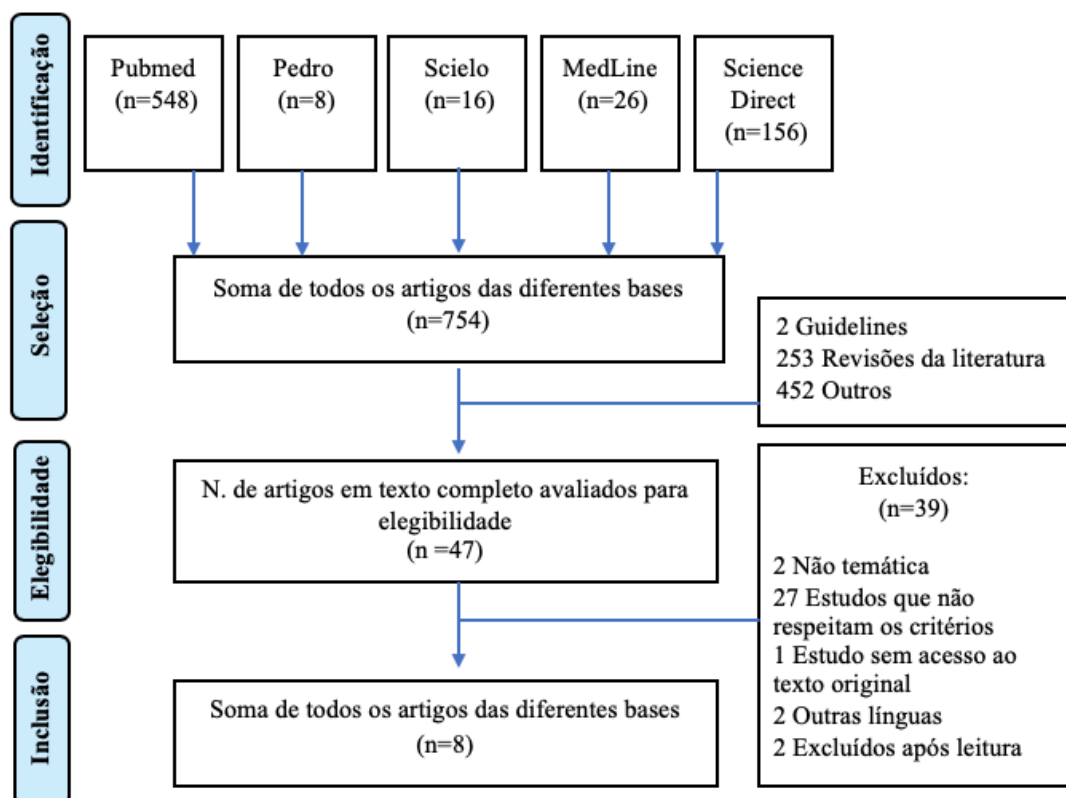 Identificação
Pubmed
(n=548)
Pedro
(n=8)
Scielo
(n=16)
MedLine
(n=26)
Science
Direct
(n=156)
Seleção
Soma de todos os artigos das diferentes bases
(n=754)
2 Guidelines
253 Revisões da literatura
452 Outros
Elegibilidade
N. de artigos em texto completo avaliados para
elegibilidade
(n =47)
Excluídos:
(n=39)
2 Não temática
27 Estudos que não
respeitam os critérios
1 Estudo sem acesso ao
texto original
2 Outras línguas
2 Excluídos após leitura
Inclusão
Soma de todos os artigos das diferentes bases
(n=8)